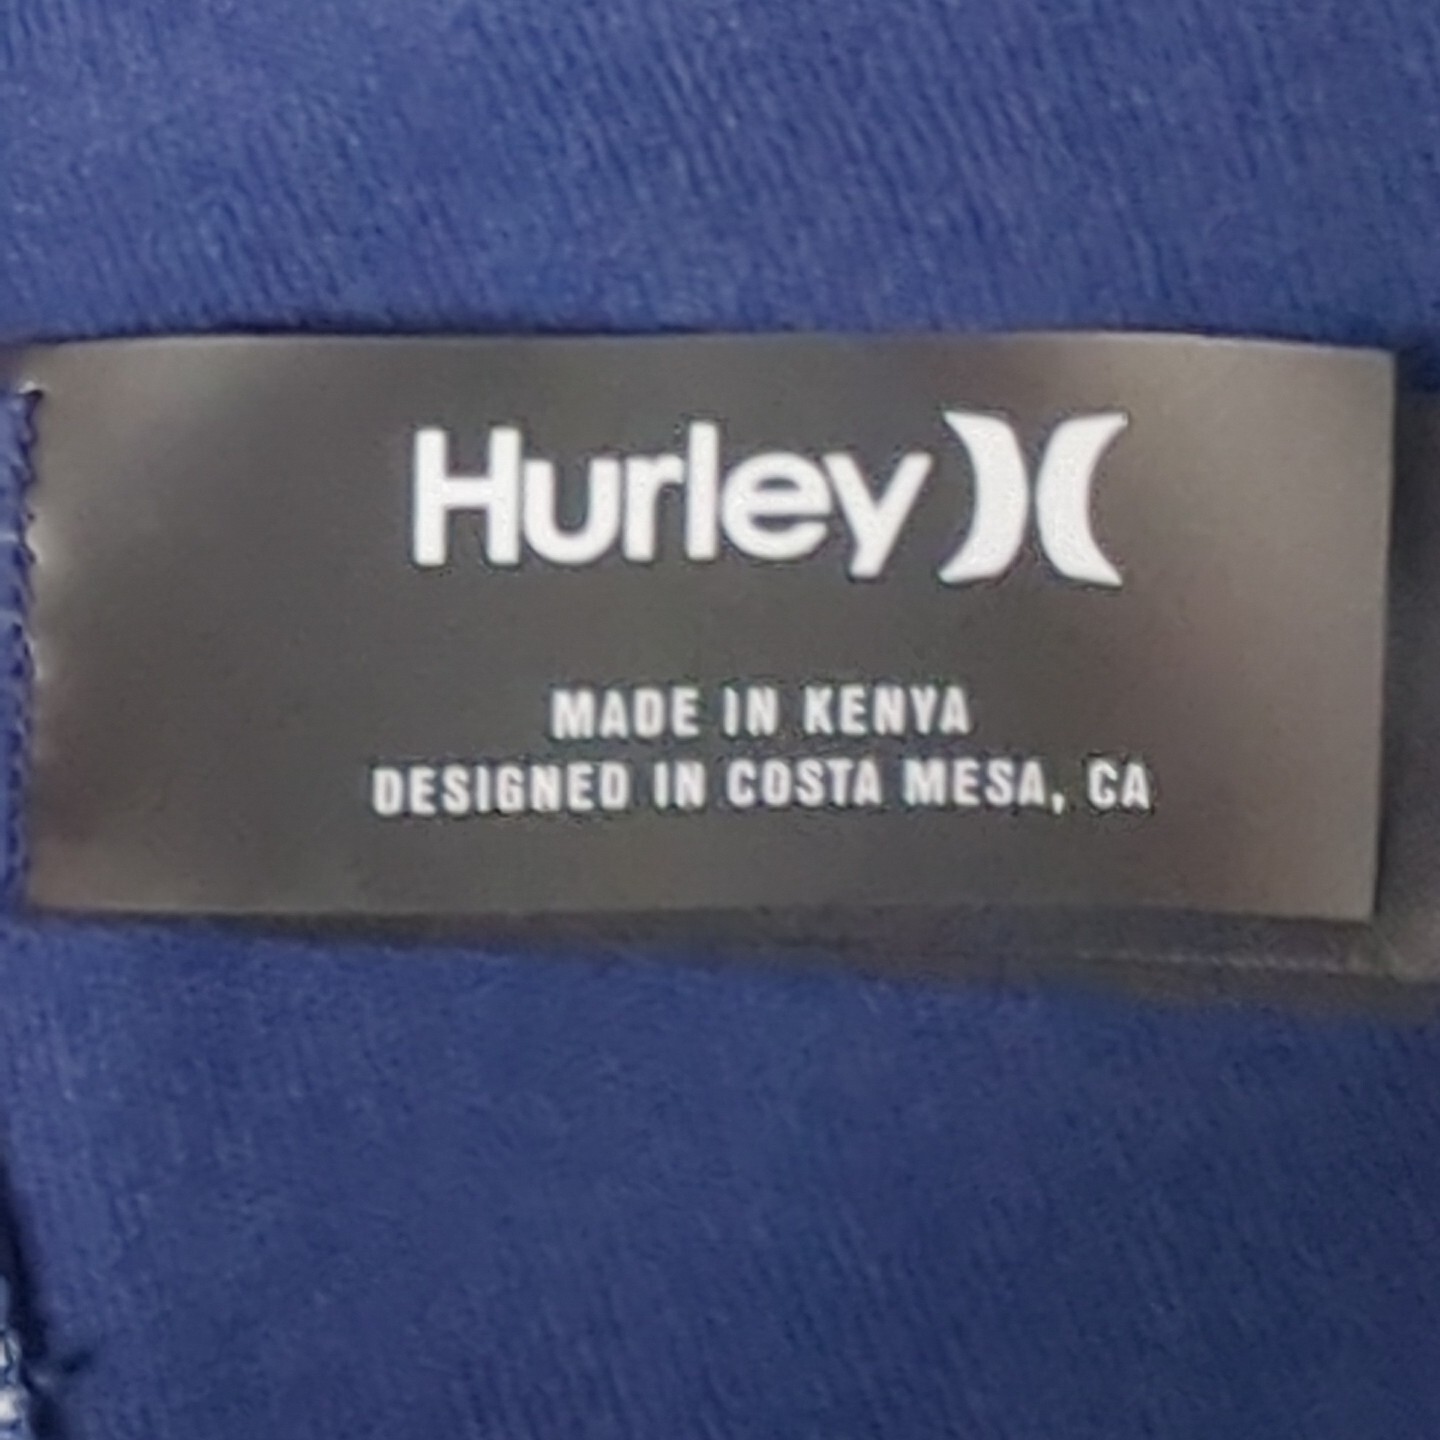 Hurley
MADE IN KENYA
DESIGNED IN COSTA MESA, CA